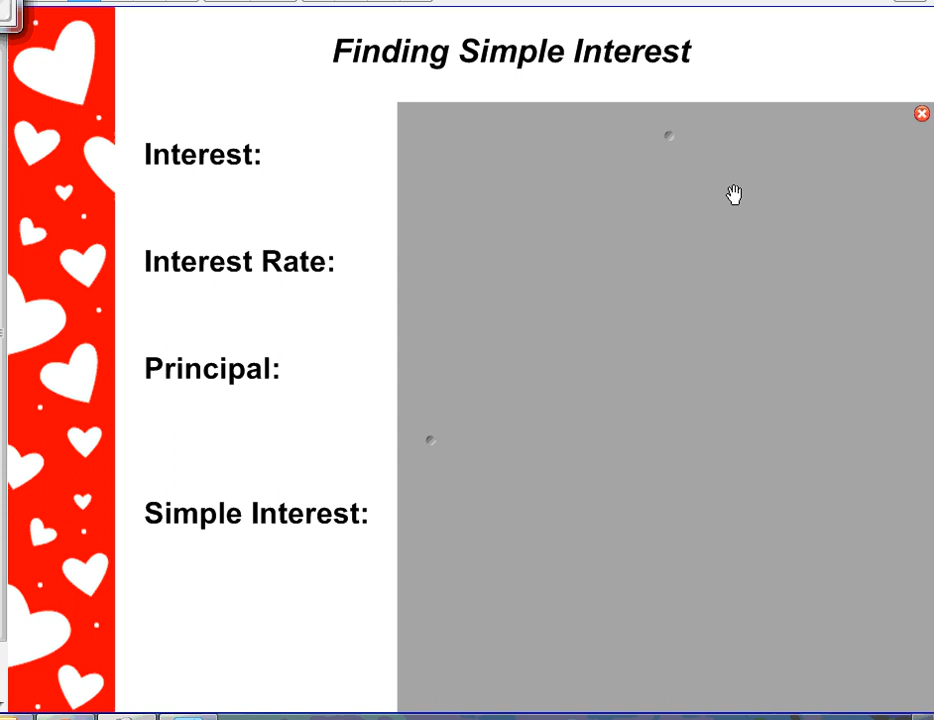 Finding Simple Interest
Interest:
Interest Rate:
Principal:
Simple Interest: